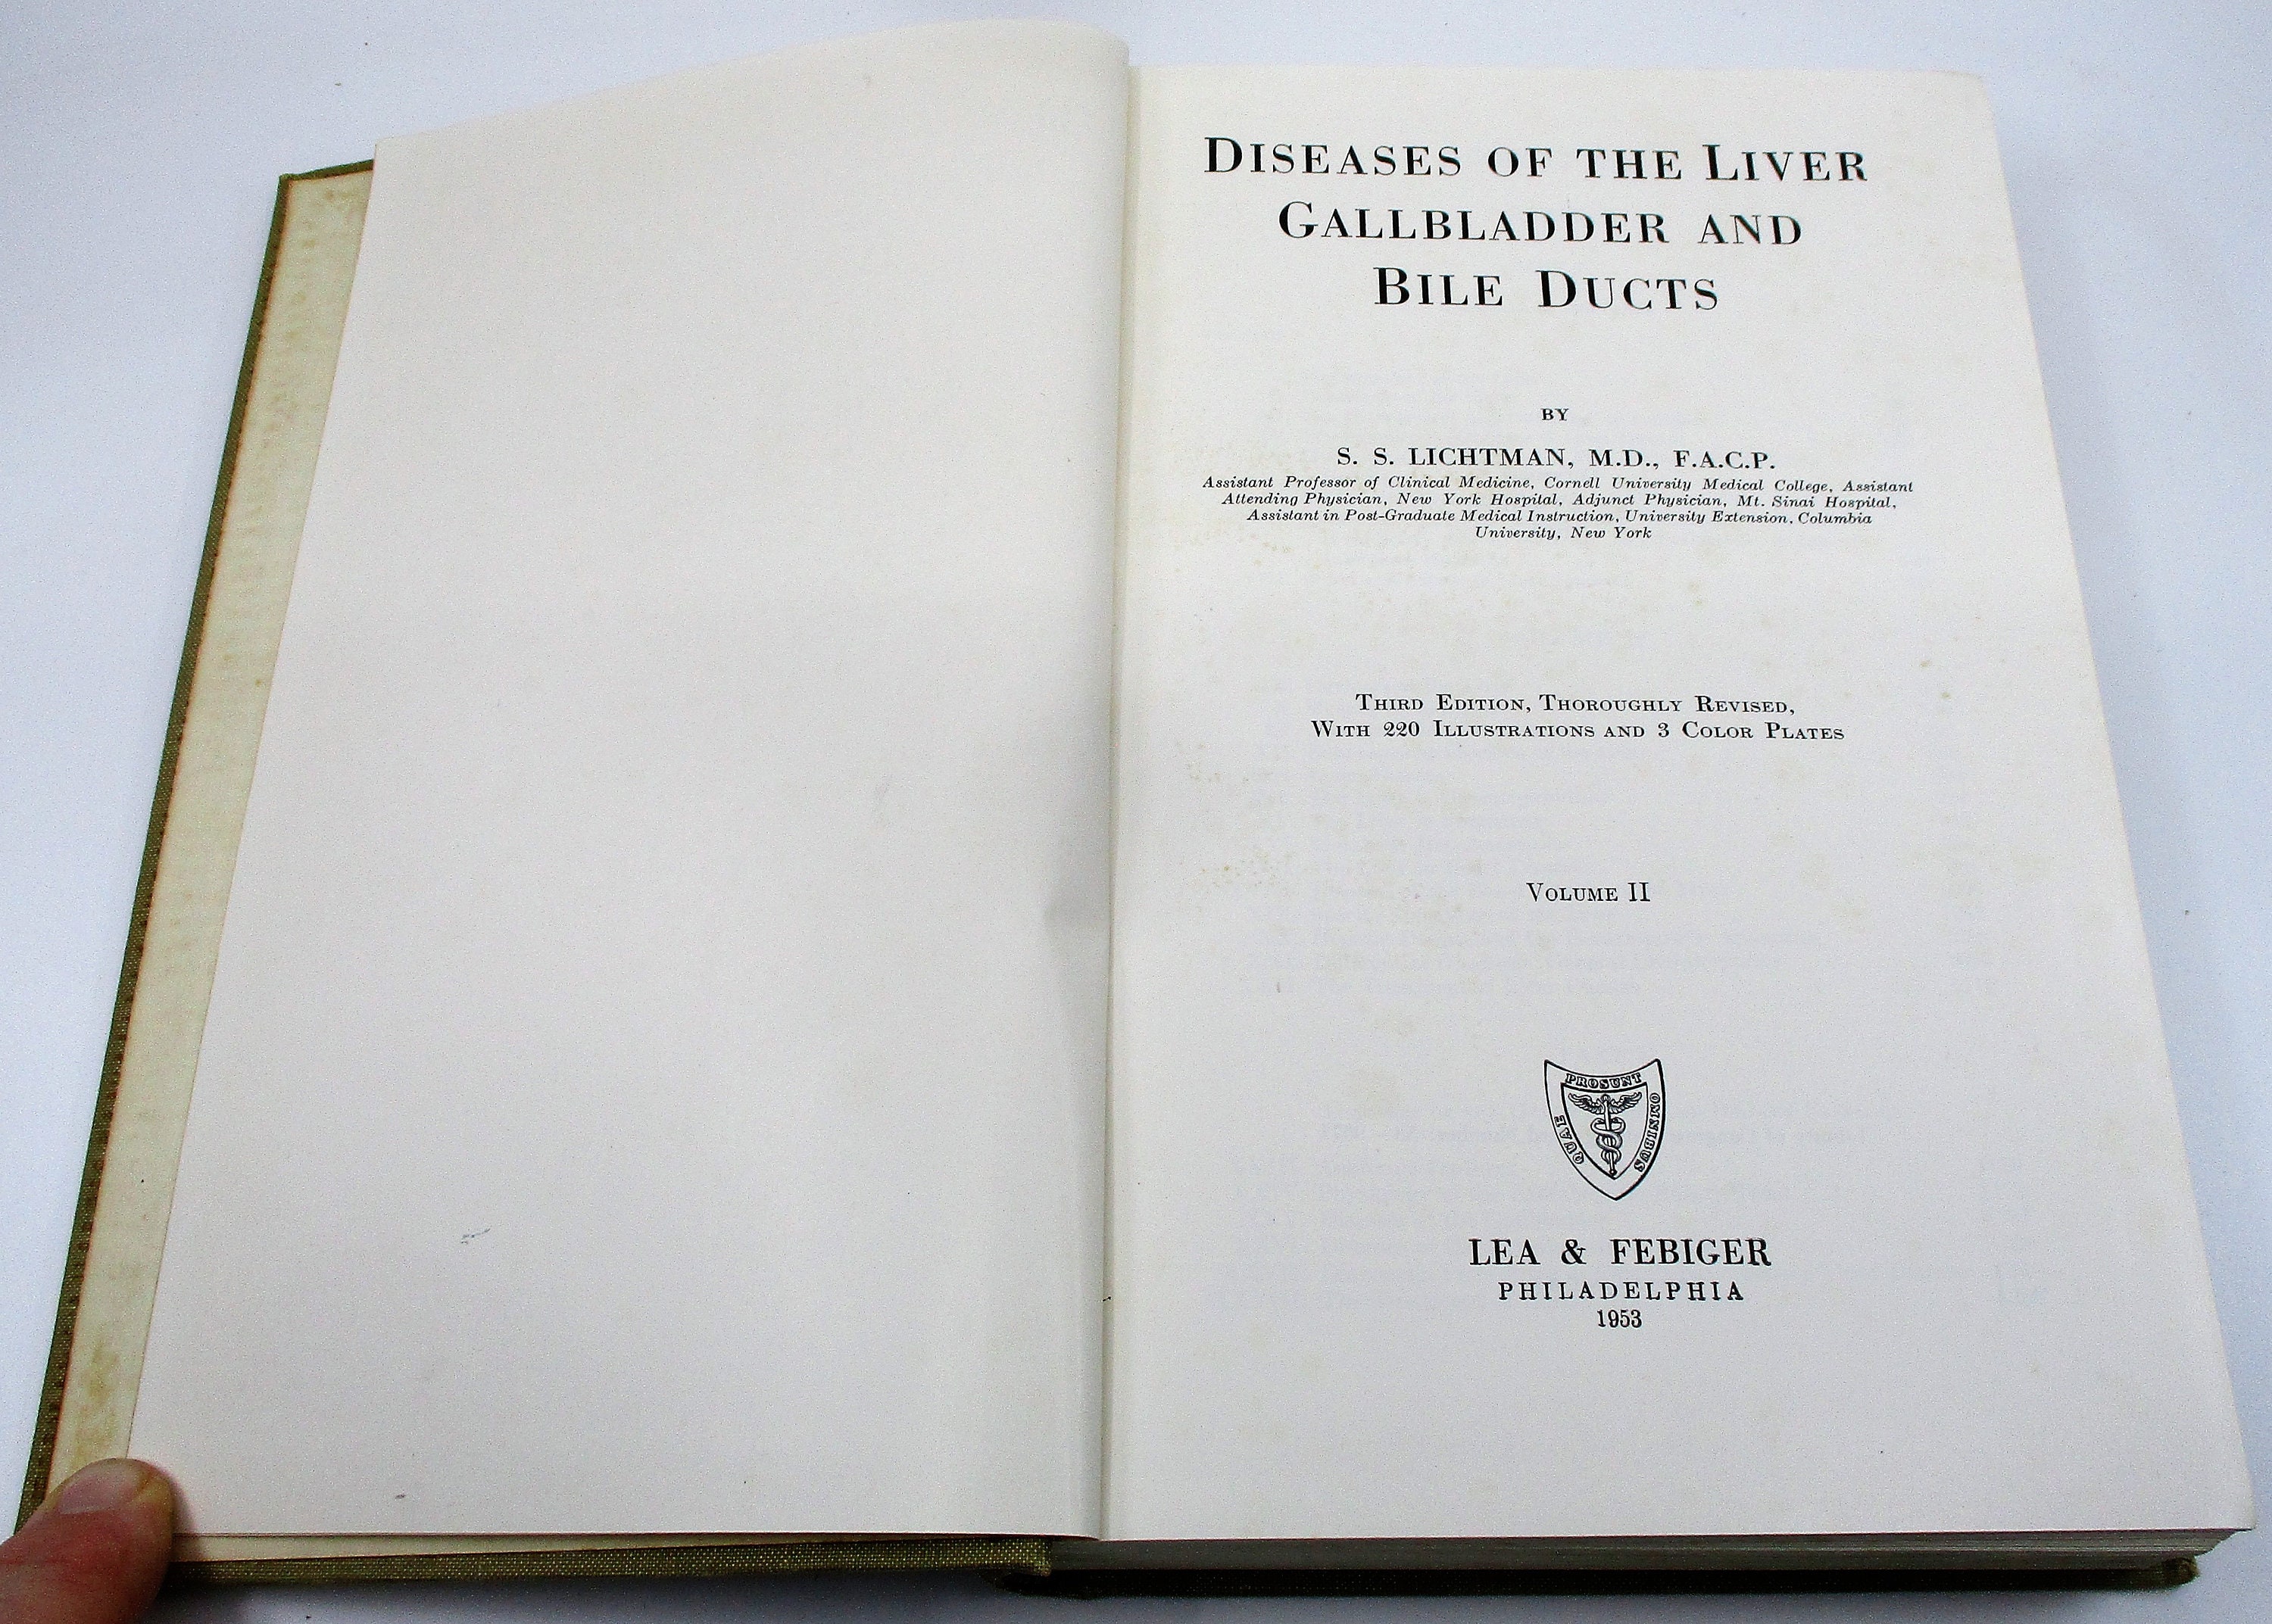 DISEASES OF THE LIVER
GALLBLADDER AND
BILE DUCTS
BY
S. S. LICHTMAN, M.D., F.A.C.P.
Assistant Professor of Clinical Medicine, Cornell University Medical College, Assistant
Attending Physician, New York Hospital, Adjunct Physician, Mt. Sinai Hospital,
Assistant in Post-Graduate Medical Instruction, University Extension, Columbia
University, New York
THIRD EDITION, THOROUGHLY REVISED,
WITH 220 ILLUSTRATIONS AND 3 COLOR PLATES
VOLUME II
QUAE PROSUNT OMNIBUS
LEA & FEBIGER
PHILADELPHIA
1953